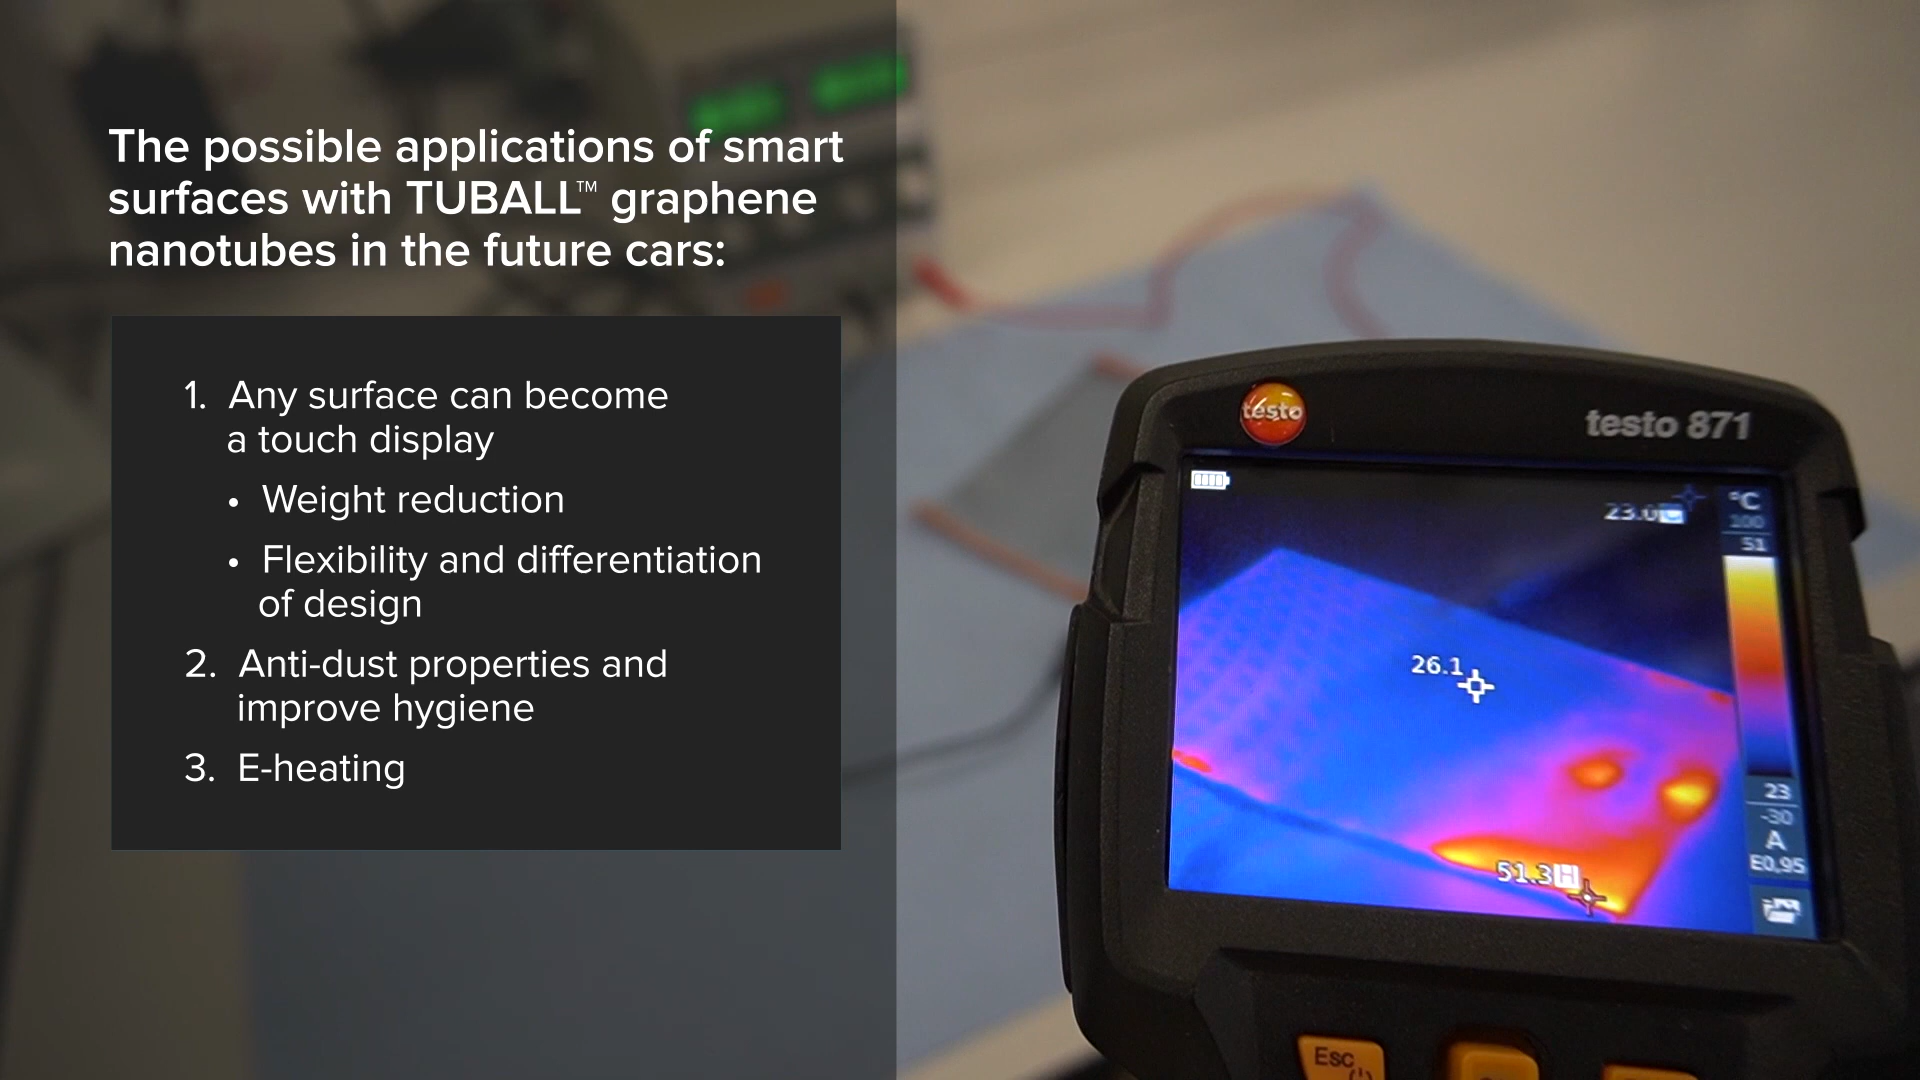 The possible applications of smart
surfaces with TUBALL™ graphene
nanotubes in the future cars:
1. Any surface can become
a touch display
• Weight reduction
• Flexibility and differentiation
of design
2. Anti-dust properties and
improve hygiene
3. E-heating
testo
testo 871
°C
100
51
26.1
51.3 H
23
-30
A
E0,95
Esc